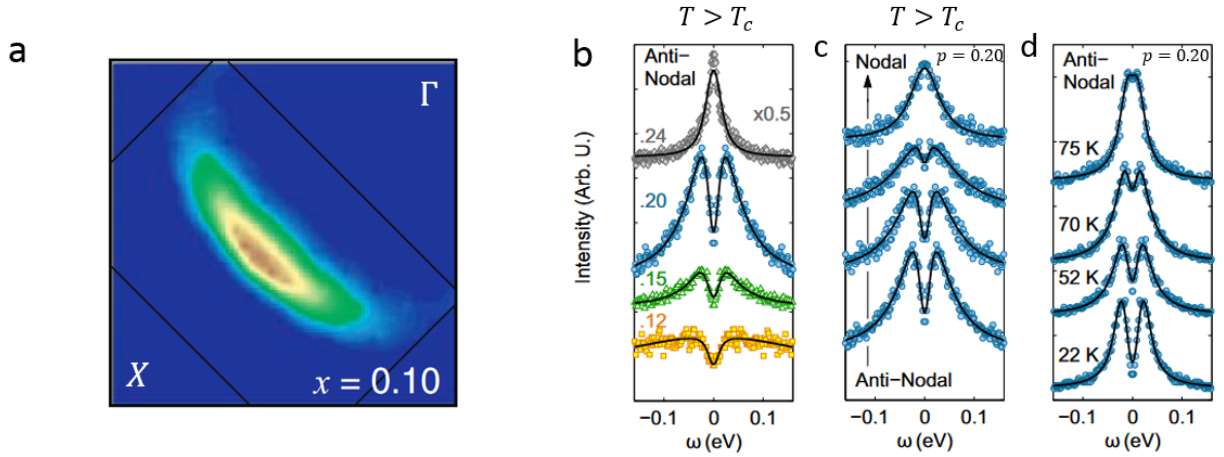 a
Γ
X
x = 0.10
T > T_c
b
Anti-
Nodal
x0.5
.24
.20
.15
.12
Intensity (Arb. U.)
−0.1 0 0.1
ω (eV)
T > T_c
c
Nodal
p = 0.20
Anti-Nodal
−0.1 0 0.1
ω (eV)
d
Anti-
Nodal
p = 0.20
75 K
70 K
52 K
22 K
−0.1 0 0.1
ω (eV)